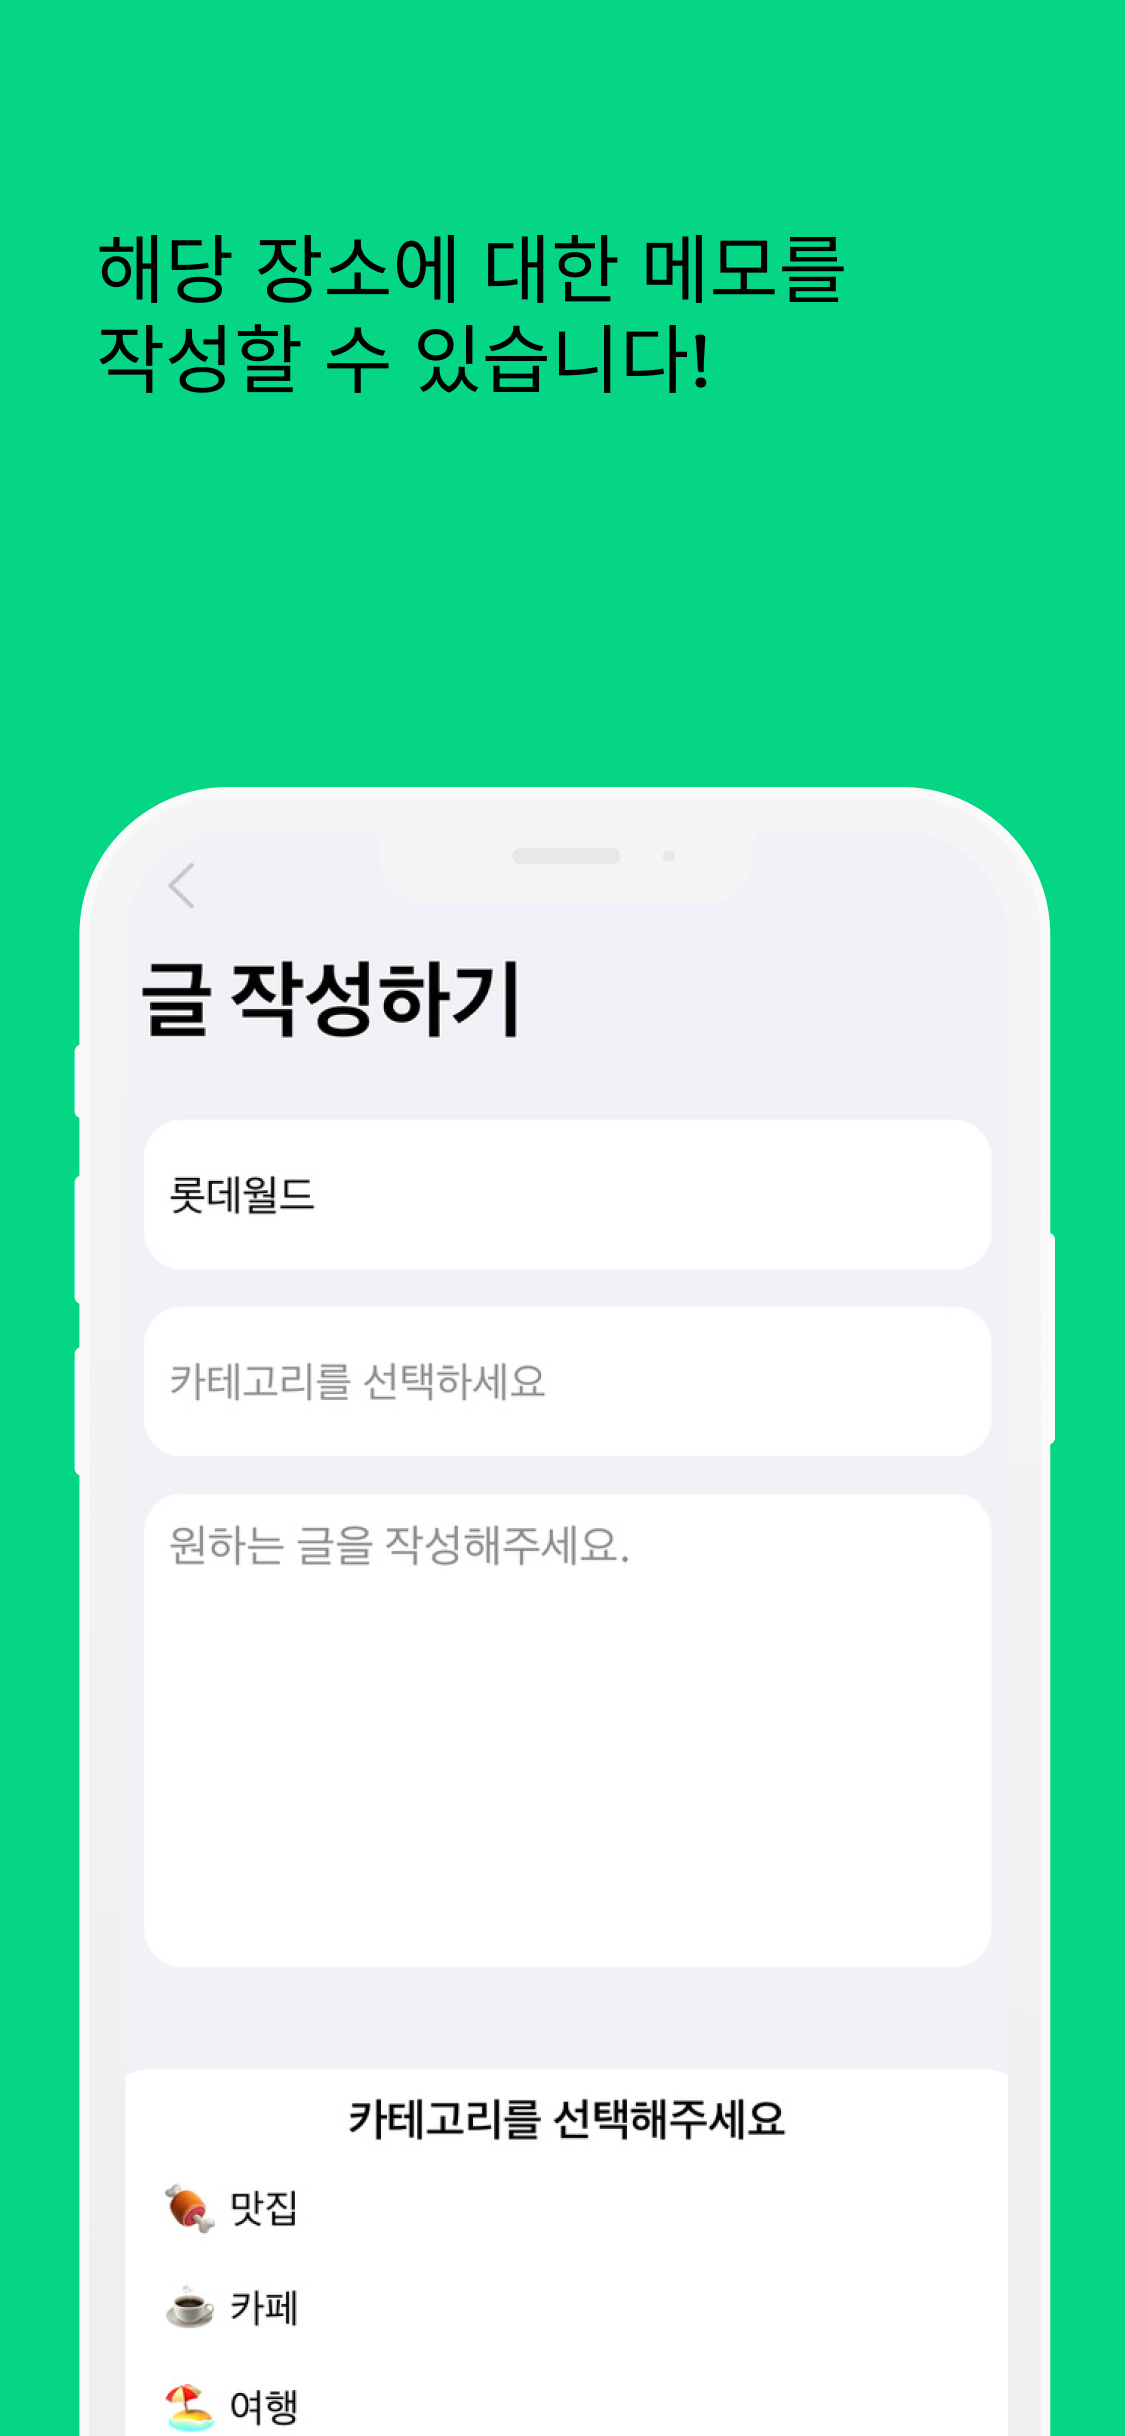 해당 장소에 대한 메모를
작성할 수 있습니다!
글 작성하기
롯데월드
카테고리를 선택하세요
원하는 글을 작성해주세요.
카테고리를 선택해주세요
맛집
카페
여행